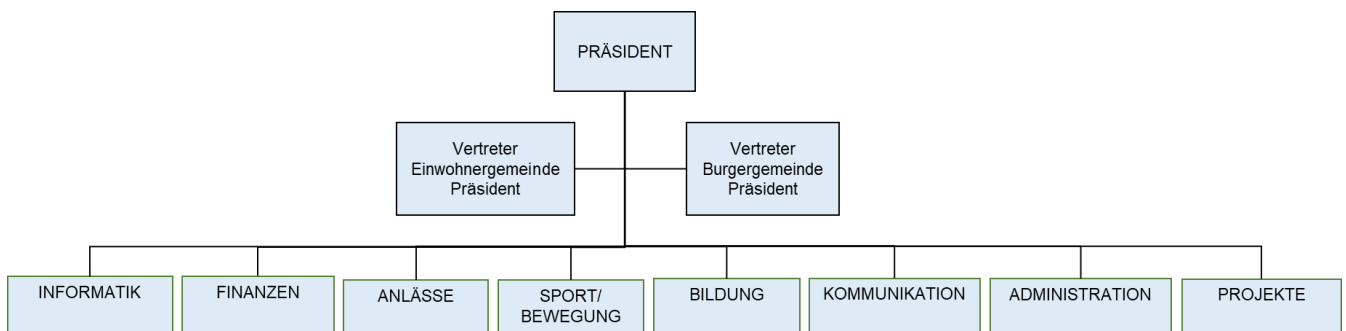 PRÄSIDENT
Vertreter
Einwohnergemeinde
Präsident
Vertreter
Burgergemeinde
Präsident
INFORMATIK
FINANZEN
ANLÄSSE
SPORT/
BEWEGUNG
BILDUNG
KOMMUNIKATION
ADMINISTRATION
PROJEKTE